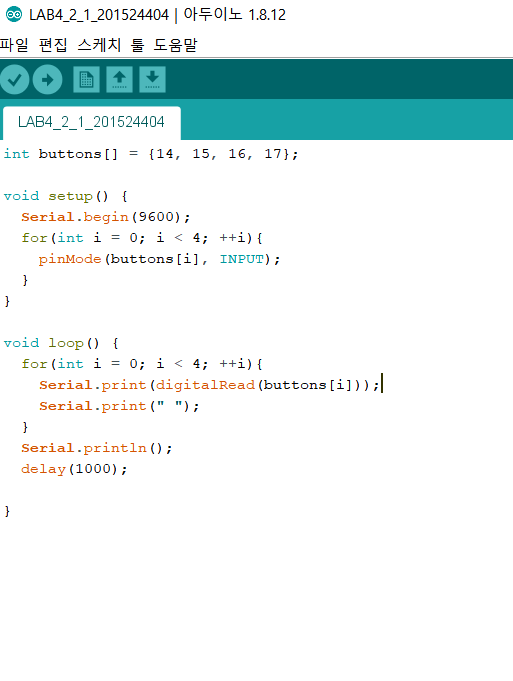 LAB4_2_1_201524404 | 아두이노 1.8.12
파일 편집 스케치 툴 도움말
LAB4_2_1_201524404
int buttons[] = {14, 15, 16, 17};
void setup() {
  Serial.begin(9600);
  for(int i = 0; i < 4; ++i){
    pinMode(buttons[i], INPUT);
  }
}
void loop() {
  for(int i = 0; i < 4; ++i){
    Serial.print(digitalRead(buttons[i]));
    Serial.print(" ");
  }
  Serial.println();
  delay(1000);
}